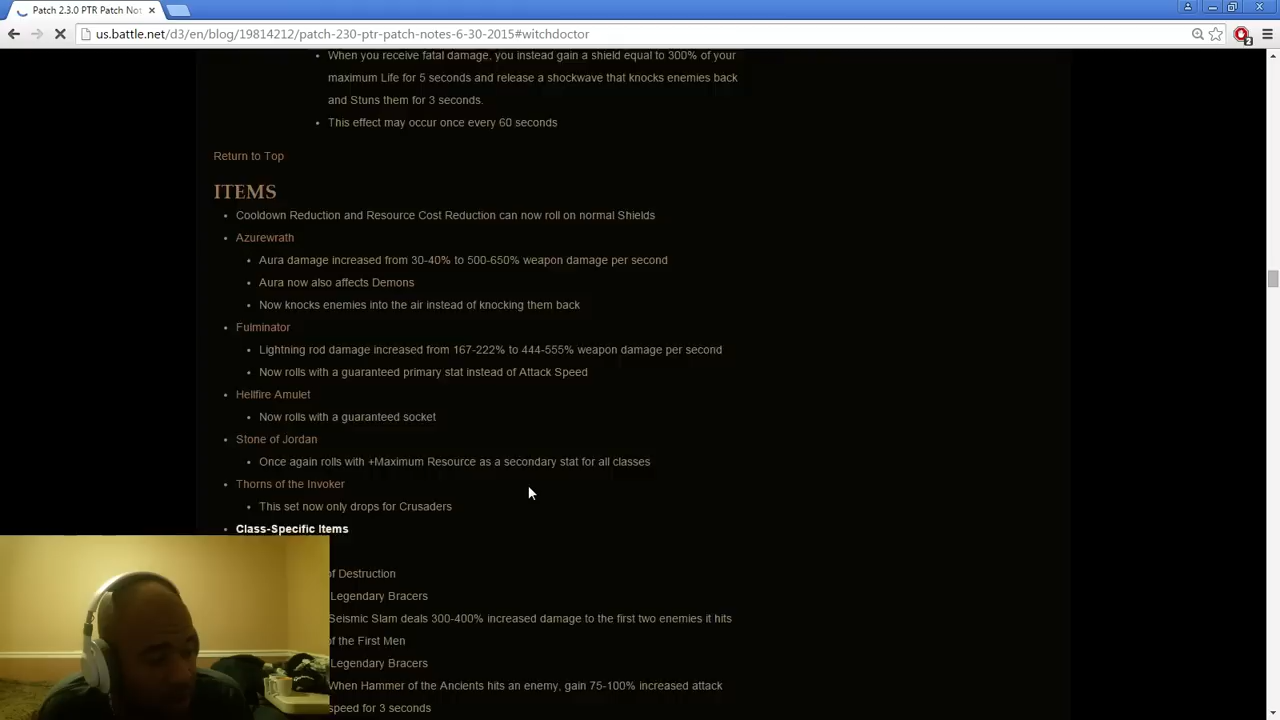 Patch 2.3.0 PTR Patch Not
us.battle.net/d3/en/blog/19814212/patch-230-ptr-patch-notes-6-30-2015#witchdoctor
2
When you receive fatal damage, you instead gain a shield equal to 300% of your
maximum Life for 5 seconds and release a shockwave that knocks enemies back
and Stuns them for 3 seconds.
This effect may occur once every 60 seconds
Return to Top
ITEMS
Cooldown Reduction and Resource Cost Reduction can now roll on normal Shields
Azurewrath
Aura damage increased from 30-40% to 500-650% weapon damage per second
Aura now also affects Demons
Now knocks enemies into the air instead of knocking them back
Fulminator
Lightning rod damage increased from 167-222% to 444-555% weapon damage per second
Now rolls with a guaranteed primary stat instead of Attack Speed
Hellfire Amulet
Now rolls with a guaranteed socket
Stone of Jordan
Once again rolls with +Maximum Resource as a secondary stat for all classes
Thorns of the Invoker
This set now only drops for Crusaders
Class-Specific Items
of Destruction
Legendary Bracers
Seismic Slam deals 300-400% increased damage to the first two enemies it hits
of the First Men
Legendary Bracers
When Hammer of the Ancients hits an enemy, gain 75-100% increased attack
speed for 3 seconds